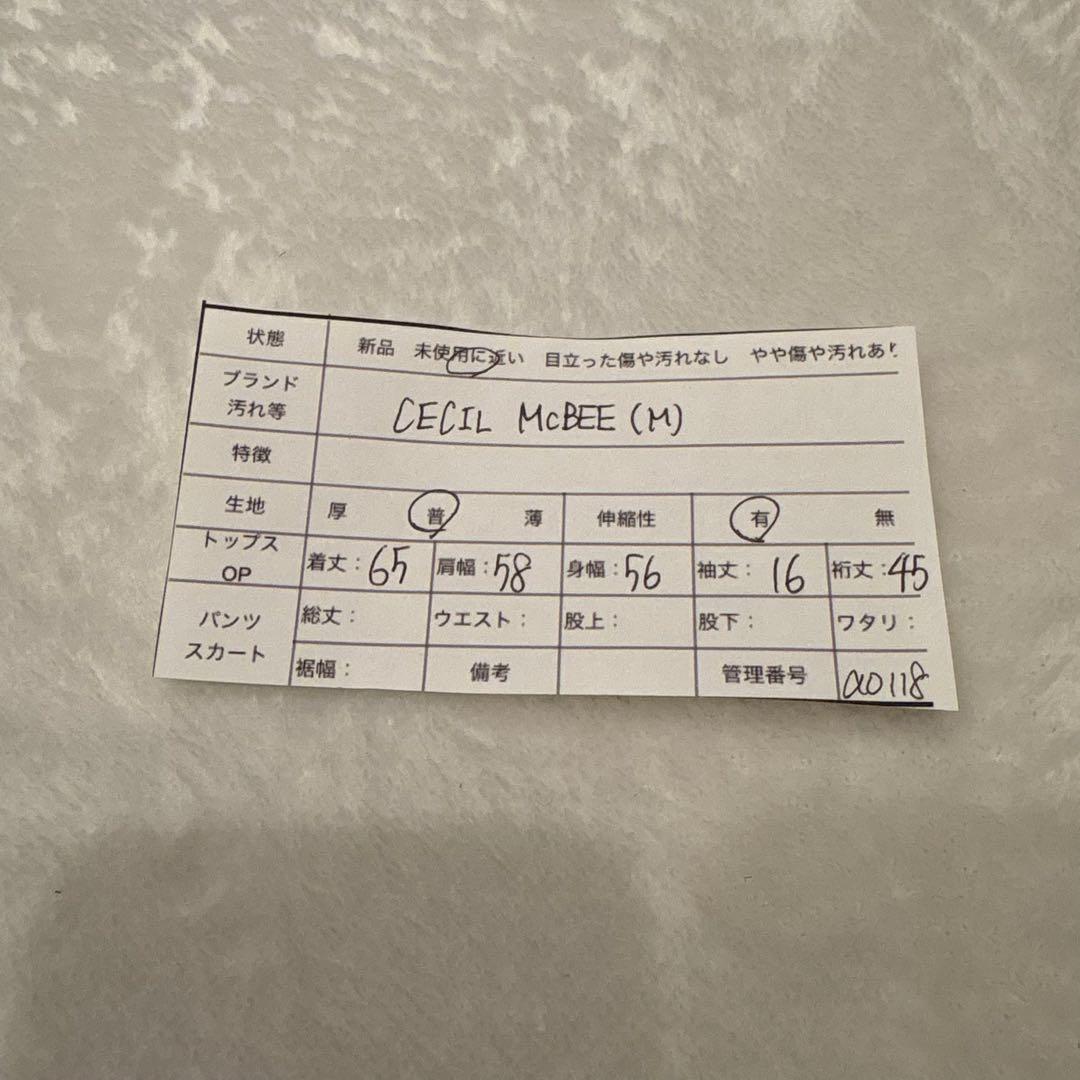 状態 新品 未使用に近い 目立った傷や汚れなし やや傷や汚れあり
ブランド
汚れ等 CECIL McBEE (M)
特徴
生地 厚 普 薄 伸縮性 有 無
トップス
OP 着丈:65 肩幅:58 身幅:56 袖丈:16 裄丈:45
パンツ
スカート 総丈: ウエスト: 股上: 股下: ワタリ:
裾幅: 備考 管理番号 a0118